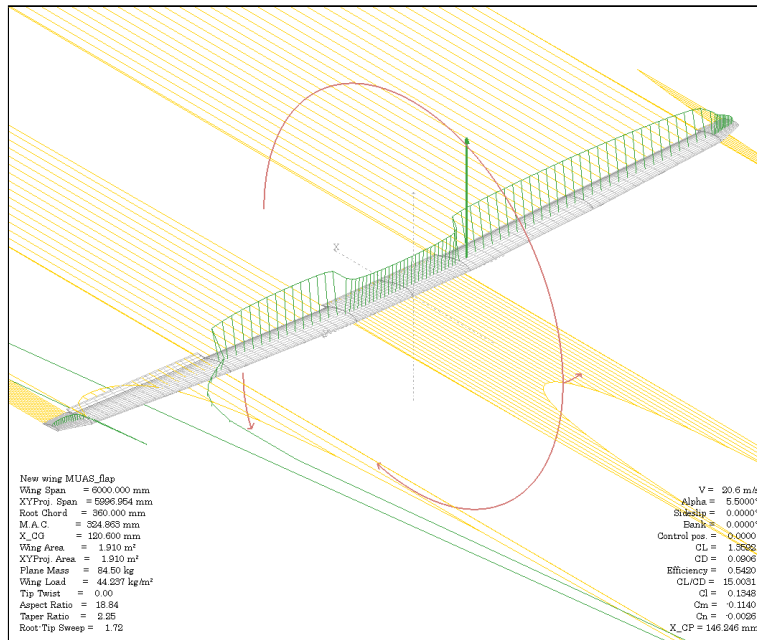 X
New wing MUAS_flap
Wing Span = 6000.000 mm
XYProj. Span = 5996.954 mm
Root Chord = 360.000 mm
M.A.C. = 324.863 mm
X_CG = 120.600 mm
Wing Area = 1.910 m²
XYProj. Area = 1.910 m²
Plane Mass = 84.50 kg
Wing Load = 44.237 kg/m²
Tip Twist = 0.00
Aspect Ratio = 18.84
Taper Ratio = 2.25
Root-Tip Sweep = 1.72
V = 20.6 m/s
Alpha = 5.5000°
Sideslip = 0.0000°
Bank = 0.0000°
Control pos. = 0.0000
CL = 1.3592
CD = 0.0906
Efficiency = 0.5420
CL/CD = 15.0031
Cl = 0.1348
Cm = -0.1140
Cn = -0.0026
X_CP = 146.246 mm